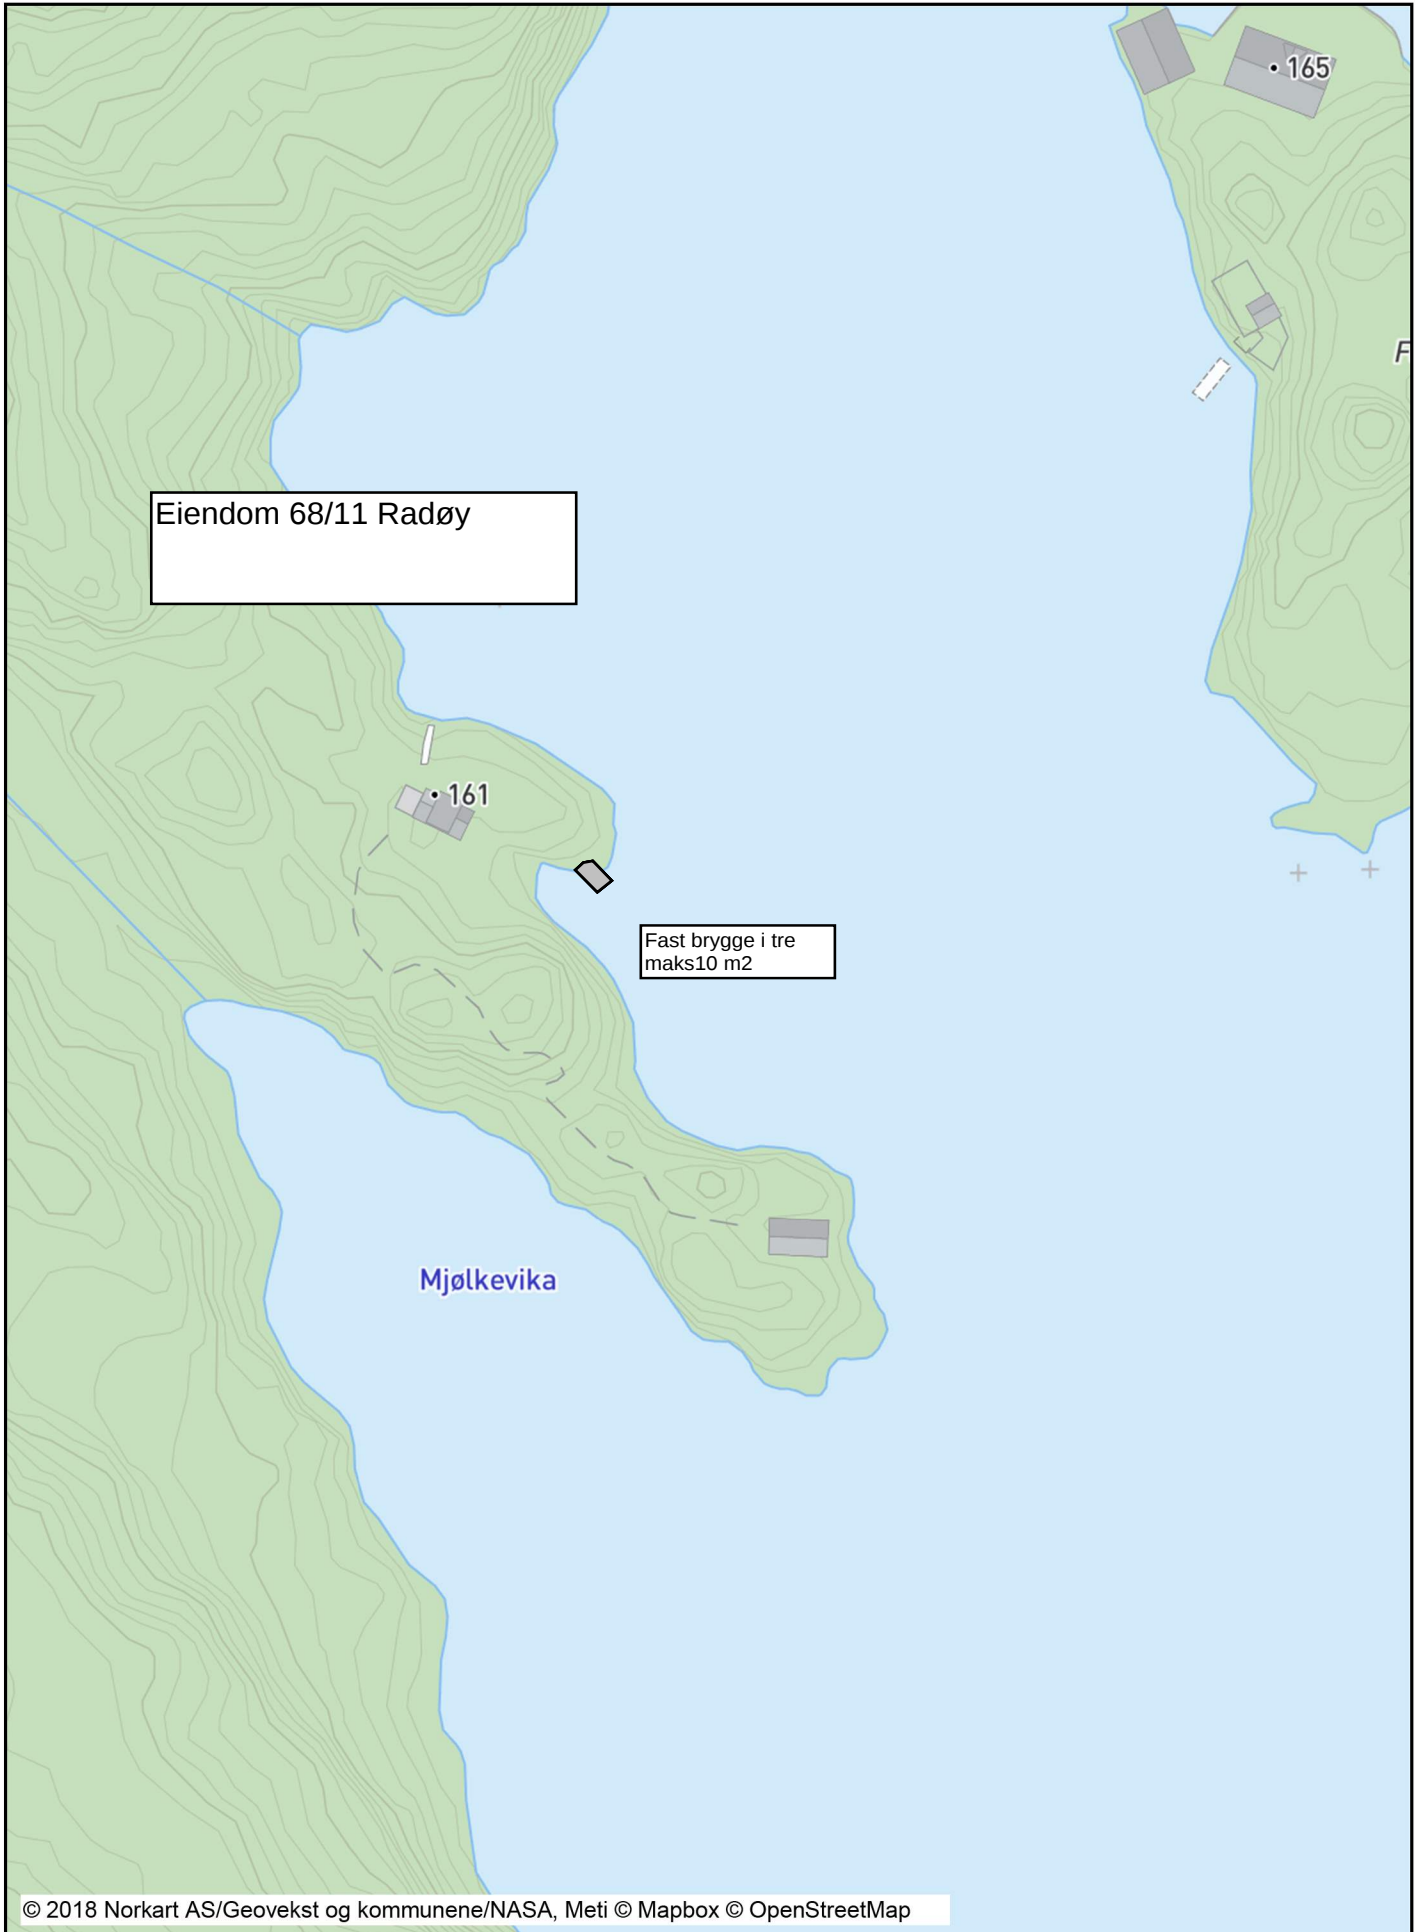 165
F
Eiendom 68/11 Radøy
161
Fast brygge i tre
maks10 m2
Mjølkevika
© 2018 Norkart AS/Geovekst og kommunene/NASA, Meti © Mapbox © OpenStreetMap